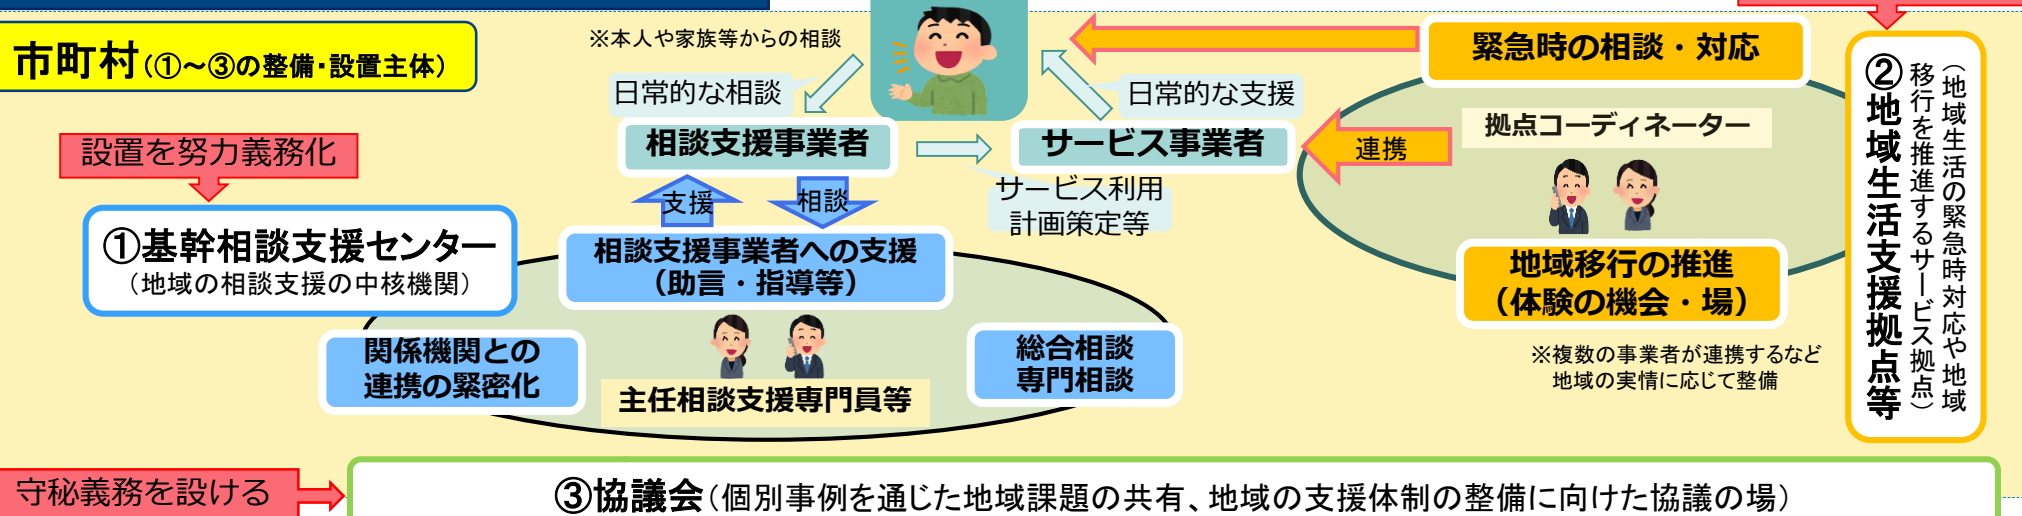 市町村(①～③の整備・設置主体)
※本人や家族等からの相談
日常的な相談
日常的な支援
緊急時の相談・対応
相談支援事業者
サービス事業者
連携
拠点コーディネーター
設置を努力義務化
支援
相談
サービス利用
計画策定等
①基幹相談支援センター
（地域の相談支援の中核機関）
相談支援事業者への支援
（助言・指導等）
地域移行の推進
（体験の機会・場）
関係機関との
連携の緊密化
総合相談
専門相談
主任相談支援専門員等
※複数の事業者が連携するなど
地域の実情に応じて整備
②地域生活支援拠点等
（地域生活の緊急時対応や地域
移行を推進するサービス拠点）
守秘義務を設ける
③協議会（個別事例を通じた地域課題の共有、地域の支援体制の整備に向けた協議の場）